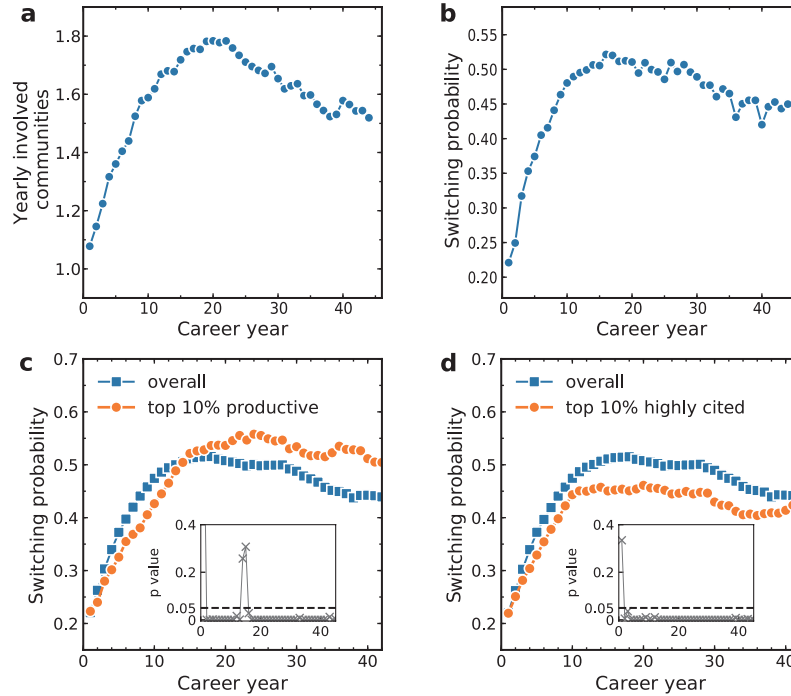 a
1.8
1.6
1.4
1.2
1.0
Yearly involved
communities
0 10 20 30 40
Career year
b
0.55
0.50
0.45
0.40
0.35
0.30
0.25
0.20
Switching probability
0 10 20 30 40
Career year
c
0.7
0.6
0.5
0.4
0.3
0.2
Switching probability
overall
top 10% productive
0.4
0.2
0.05
0
p value
0 20 40
0 10 20 30 40
Career year
d
0.7
0.6
0.5
0.4
0.3
0.2
Switching probability
overall
top 10% highly cited
0.4
0.2
0.05
0
p value
0 20 40
0 10 20 30 40
Career year